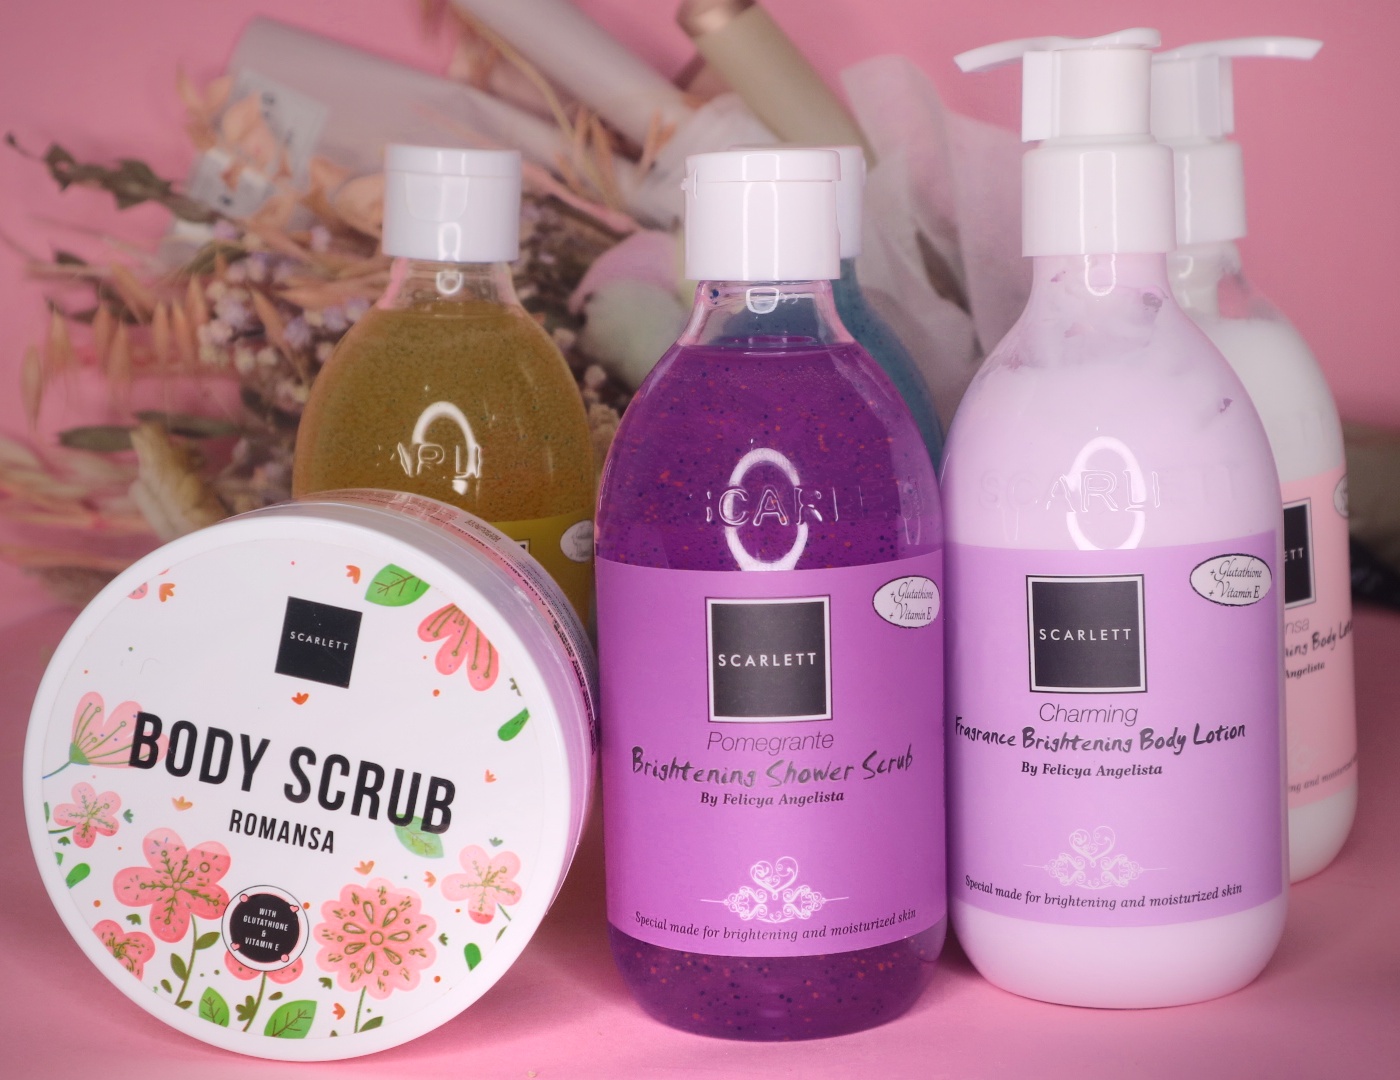 SCARLETT
BODY SCRUB
ROMANSA
WITH
GLUTATHIONE
&
VITAMIN E
SCARLETT
+ Glutathione
+ Vitamin E
Pomegrante
Brightening Shower Scrub
By Felicya Angelista
Special made for brightening and moisturized skin
SCARLETT
+ Glutathione
+ Vitamin E
Charming
Fragrance Brightening Body Lotion
By Felicya Angelista
Special made for brightening and moisturized skin
Body
Angelista